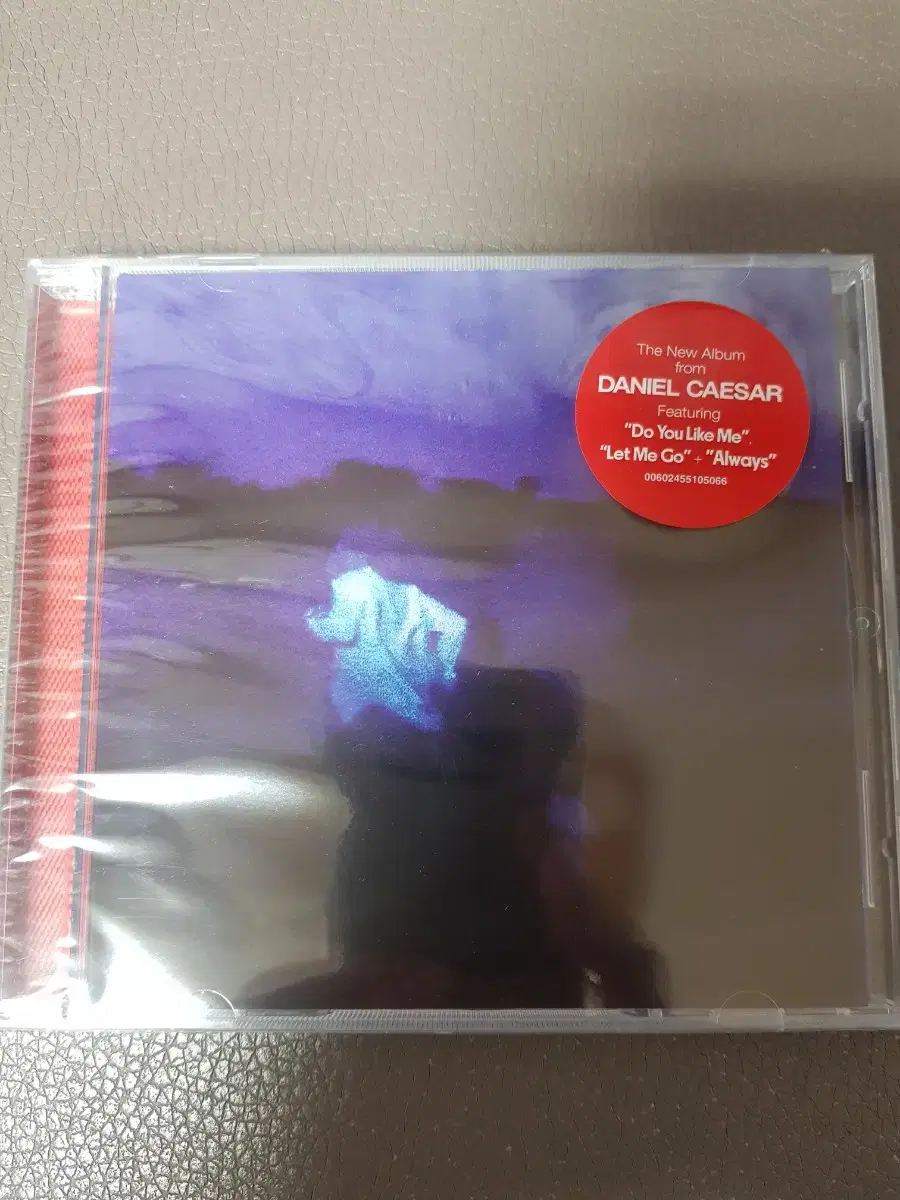 The New Album
from
DANIEL CAESAR
Featuring
"Do You Like Me",
"Let Me Go" + "Always"
00602455105066